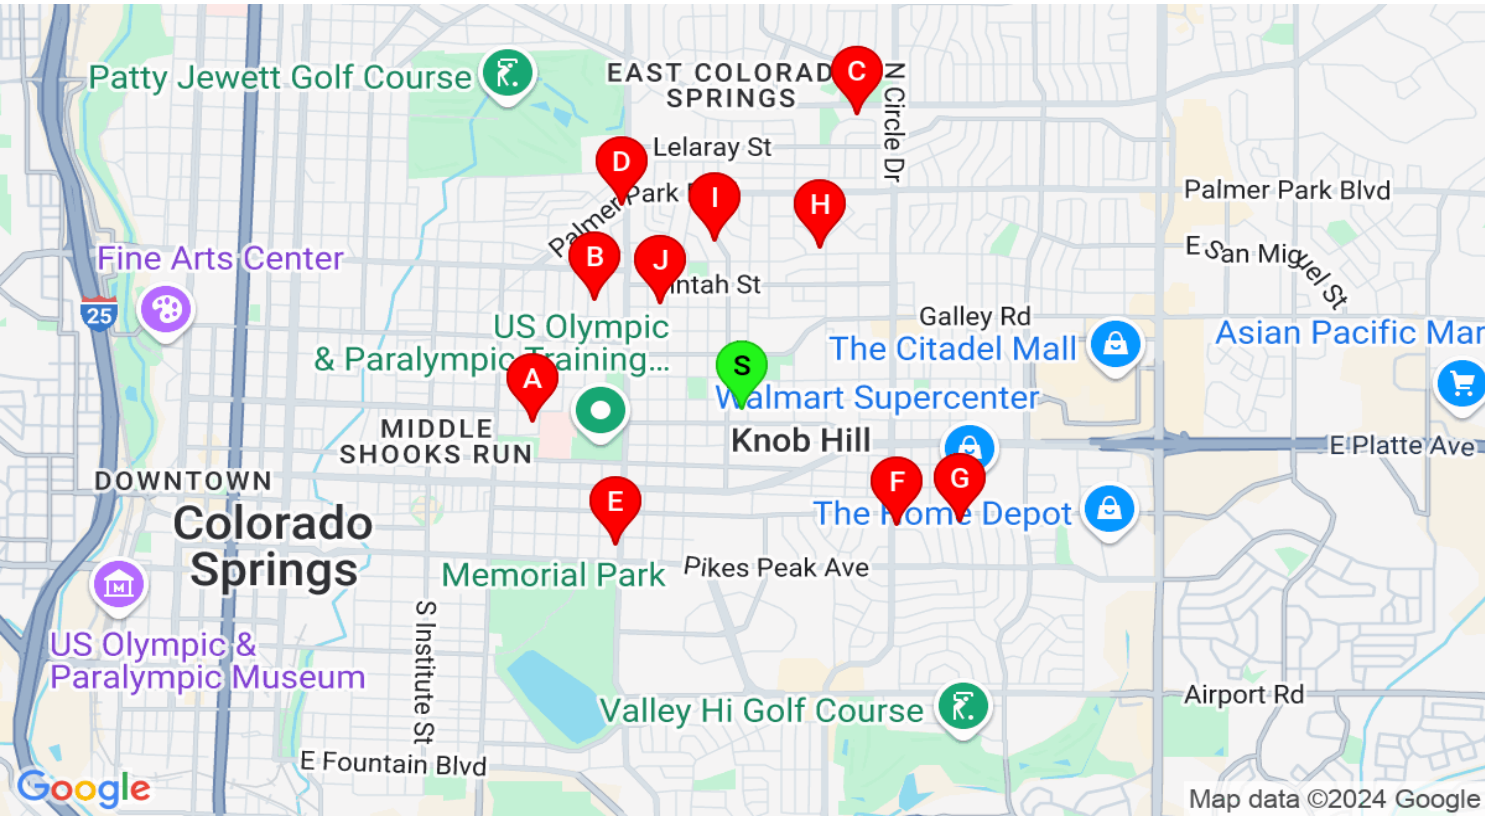 Patty Jewett Golf Course
EAST COLORAD
SPRINGS
C
N Circle Dr
D
Lelaray St
Palmer Park
I
H
Palmer Park Blvd
E San Miguel St
Fine Arts Center
B
J
intah St
25
US Olympic
& Paralympic Training...
Galley Rd
The Citadel Mall
Asian Pacific Mar
S
A
Walmart Supercenter
MIDDLE
SHOOKS RUN
Knob Hill
E Platte Ave
DOWNTOWN
Colorado
Springs
E
F
G
The Home Depot
Memorial Park
Pikes Peak Ave
M
US Olympic &
Paralympic Museum
S Institute St
Valley Hi Golf Course
Airport Rd
E Fountain Blvd
Google
Map data ©2024 Google